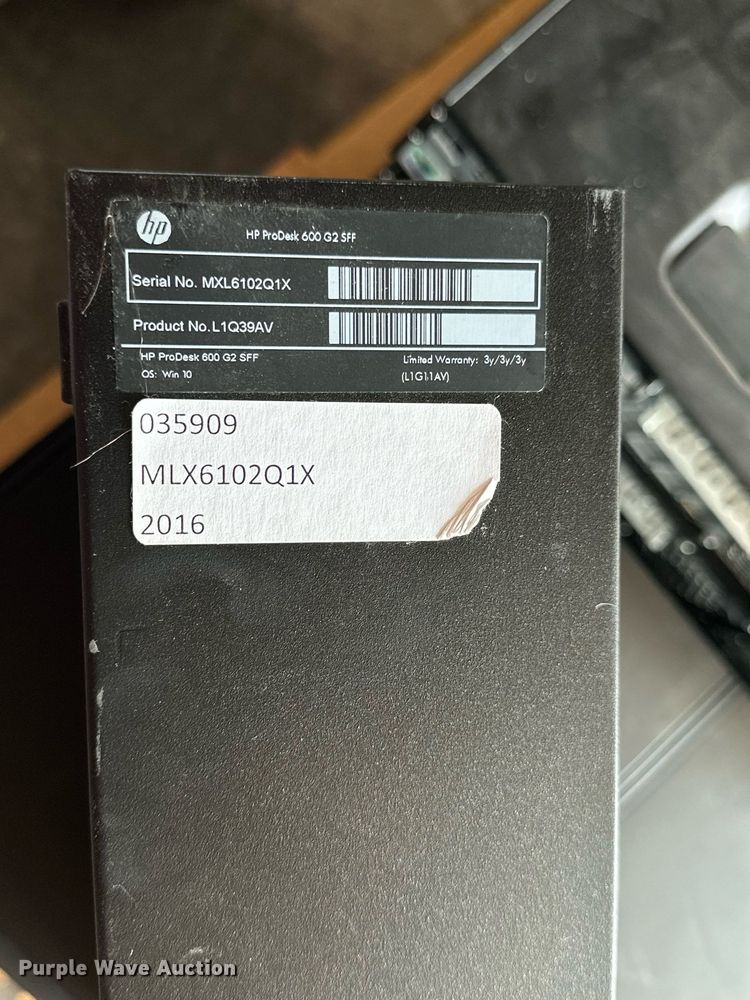 hp
HP ProDesk 600 G2 SFF
Serial No. MXL6102Q1X
Product No. L1Q39AV
HP ProDesk 600 G2 SFF
Limited Warranty: 3y/3y/3y
OS: Win 10
(L1G11AV)
035909
MLX6102Q1X
2016
Purple Wave Auction